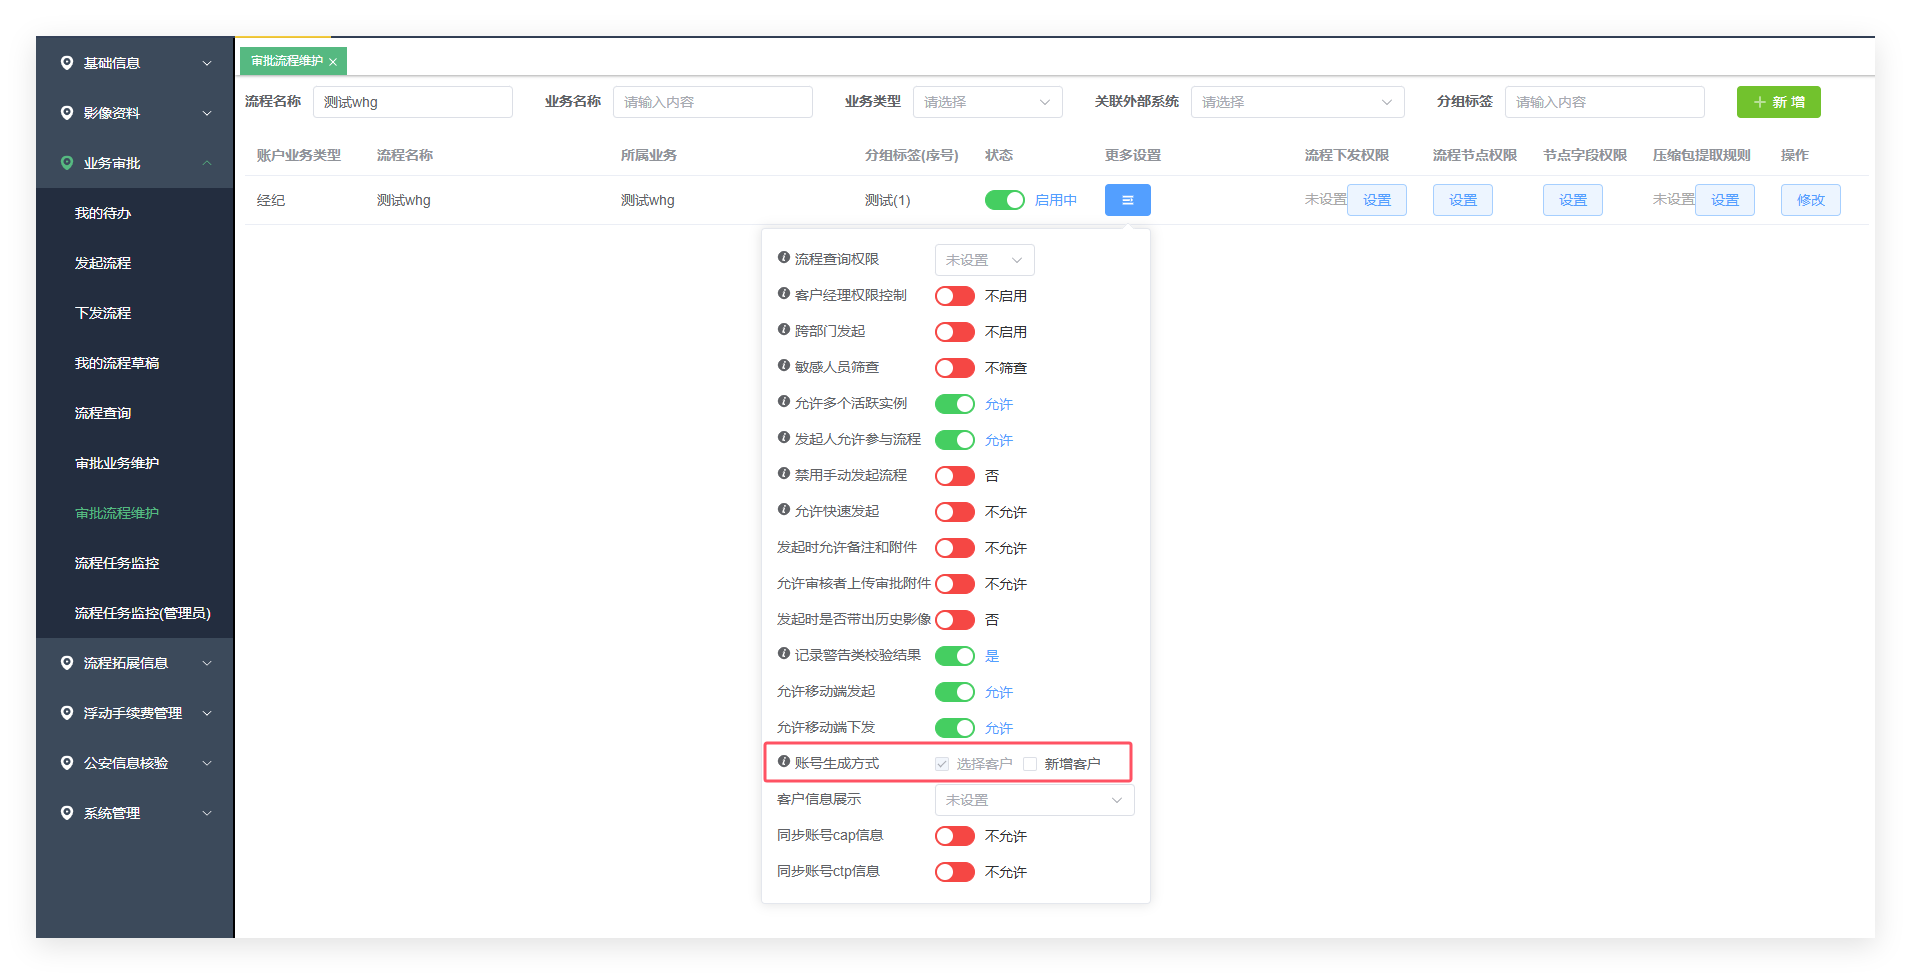 基础信息
影像资料
业务审批
我的待办
发起流程
下发流程
我的流程草稿
流程查询
审批业务维护
审批流程维护
流程任务监控
流程任务监控(管理员)
流程拓展信息
浮动手续费管理
公安信息核验
系统管理
审批流程维护 ×
流程名称 测试whg 业务名称 请输入内容 业务类型 请选择 关联外部系统 请选择 分组标签 请输入内容 + 新 增
账户业务类型 流程名称 所属业务 分组标签(序号) 状态 更多设置 流程下发权限 流程节点权限 节点字段权限 压缩包提取规则 操作
经纪 测试whg 测试whg 测试(1) 启用中 未设置 设置 设置 设置 未设置 设置 修改
流程查询权限 未设置
客户经理权限控制 不启用
跨部门发起 不启用
敏感人员筛查 不筛查
允许多个活跃实例 允许
发起人允许参与流程 允许
禁用手动发起流程 否
允许快速发起 不允许
发起时允许备注和附件 不允许
允许审核者上传审批附件 不允许
发起时是否带出历史影像 否
记录警告类校验结果 是
允许移动端发起 允许
允许移动端下发 允许
账号生成方式 选择客户 新增客户
客户信息展示 未设置
同步账号cap信息 不允许
同步账号ctp信息 不允许